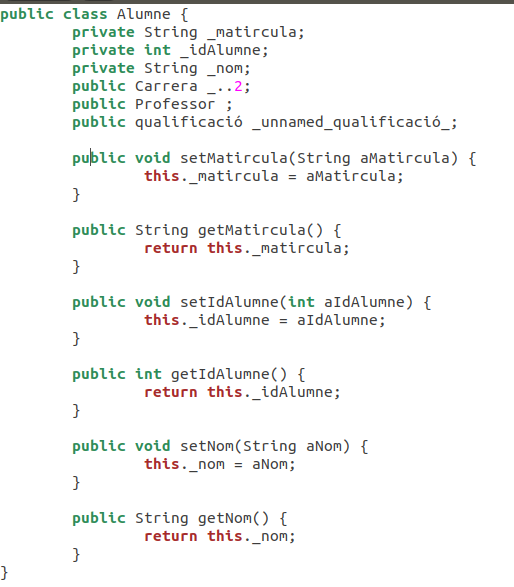 public class Alumne {
        private String _matircula;
        private int _idAlumne;
        private String _nom;
        public Carrera _..2;
        public Professor ;
        public qualificació _unnamed_qualificació_;

        public void setMatircula(String aMatircula) {
                this._matircula = aMatircula;
        }

        public String getMatircula() {
                return this._matircula;
        }

        public void setIdAlumne(int aIdAlumne) {
                this._idAlumne = aIdAlumne;
        }

        public int getIdAlumne() {
                return this._idAlumne;
        }

        public void setNom(String aNom) {
                this._nom = aNom;
        }

        public String getNom() {
                return this._nom;
        }
}